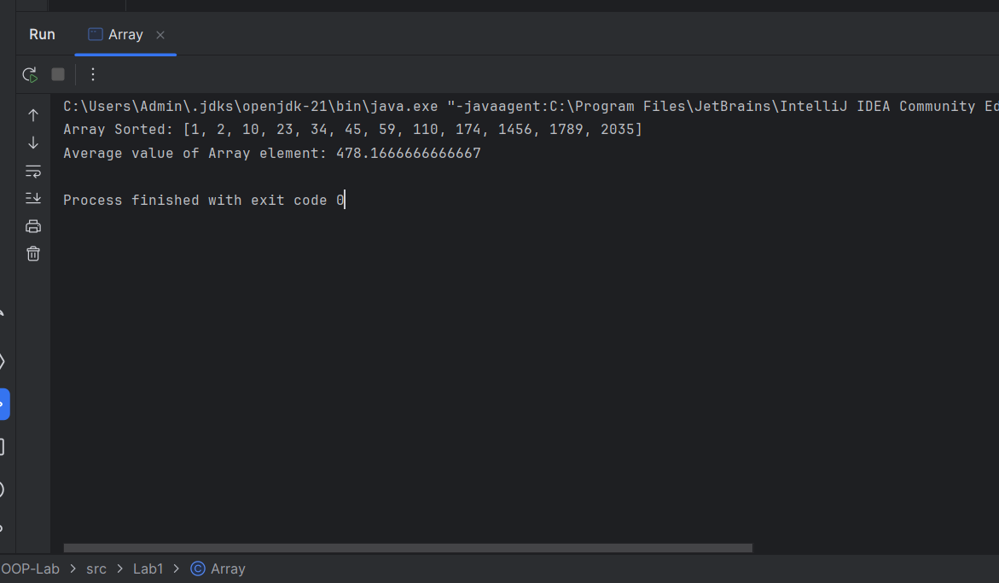 Run Array
C:\Users\Admin\.jdks\openjdk-21\bin\java.exe "-javaagent:C:\Program Files\JetBrains\IntelliJ IDEA Community Ed
Array Sorted: [1, 2, 10, 23, 34, 45, 59, 110, 174, 1456, 1789, 2035]
Average value of Array element: 478.1666666666667
Process finished with exit code 0
OOP-Lab > src > Lab1 > © Array